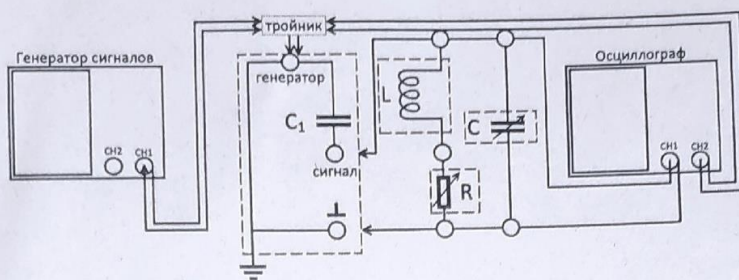 тройник
Генератор сигналов
Осциллограф
генератор
L
C₁
C
CH2
CH1
CH1
CH2
сигнал
R